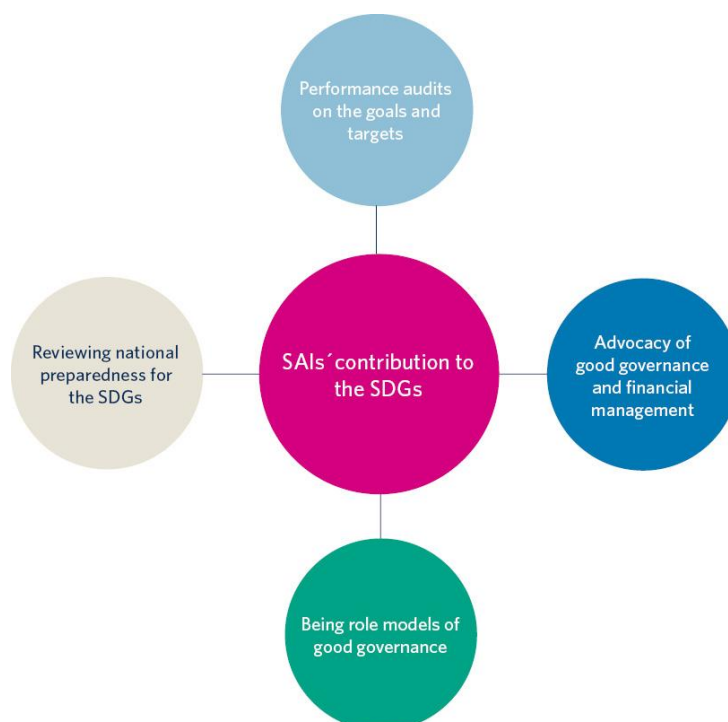 Performance audits
on the goals and
targets
Reviewing national
preparedness for
the SDGs
SAIs´ contribution to
the SDGs
Advocacy of
good governance
and financial
management
Being role models of
good governance